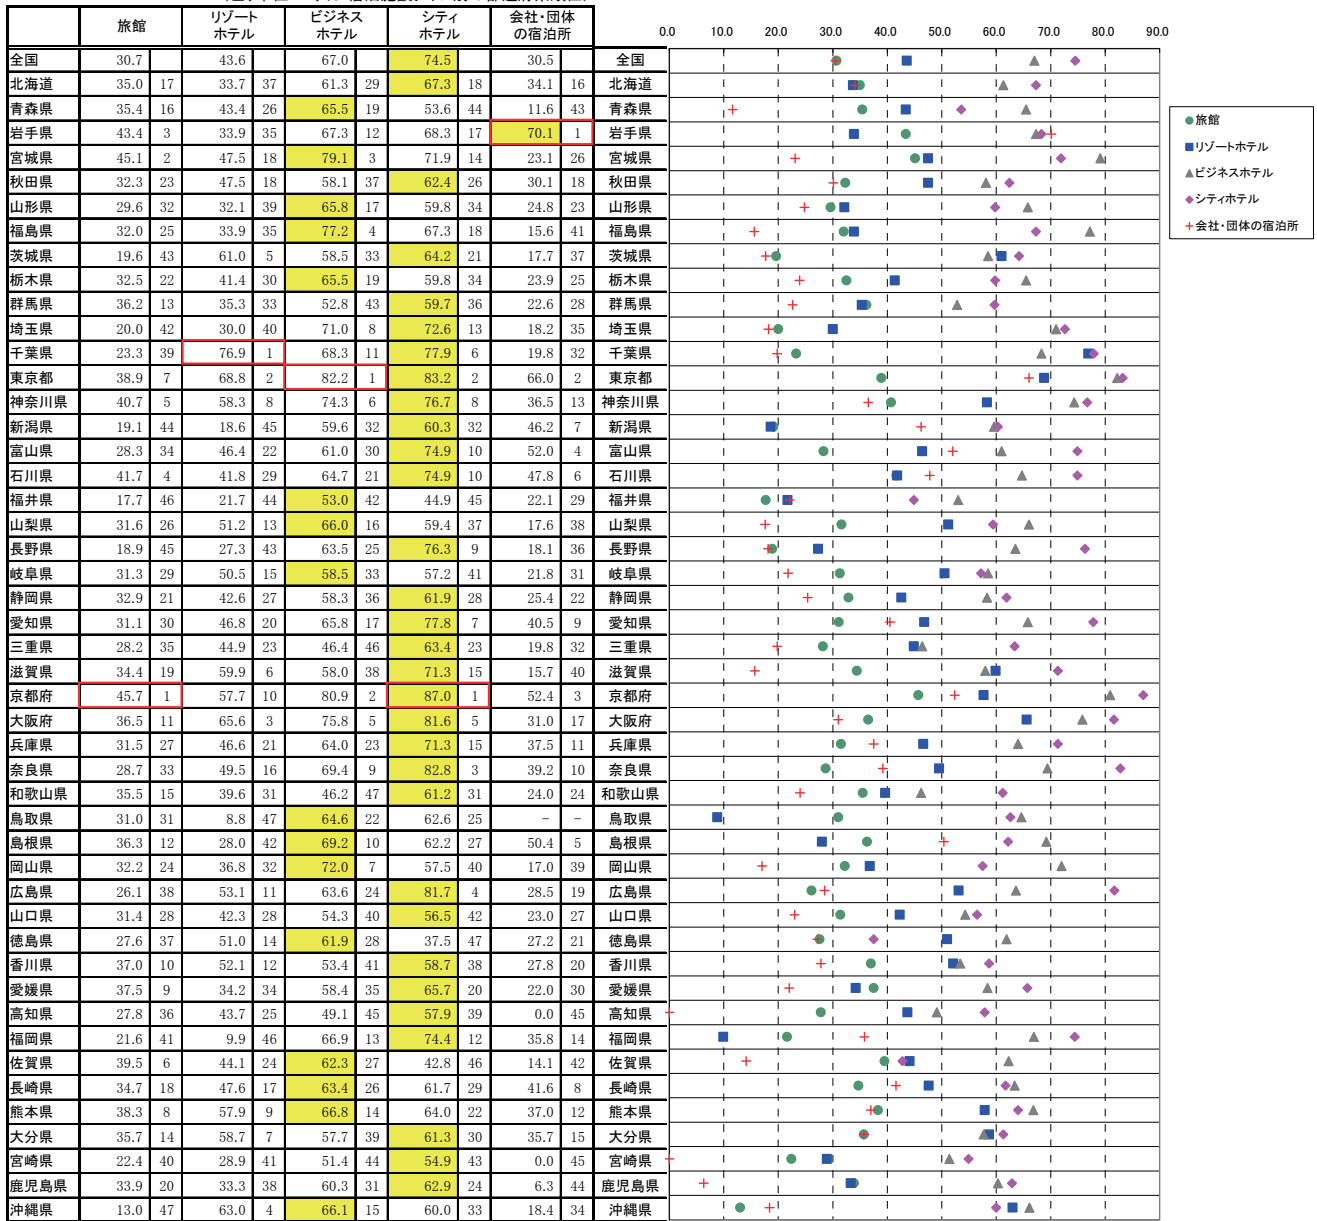 旅館 リゾートホテル ビジネスホテル シティホテル 会社・団体の宿泊所 0.0 10.0 20.0 30.0 40.0 50.0 60.0 70.0 80.0 90.0
全国 30.7 43.6 67.0 74.5 30.5 全国
北海道 35.0 17 33.7 37 61.3 29 67.3 18 34.1 16 北海道
青森県 35.4 16 43.4 26 65.5 19 53.6 44 11.6 43 青森県
岩手県 43.4 3 33.9 35 67.3 12 68.3 17 70.1 1 岩手県
宮城県 45.1 2 47.5 18 79.1 3 71.9 14 23.1 26 宮城県
秋田県 32.3 23 47.5 18 58.1 37 62.4 26 30.1 18 秋田県
山形県 29.6 32 32.1 39 65.8 17 59.8 34 24.8 23 山形県
福島県 32.0 25 33.9 35 77.2 4 67.3 18 15.6 41 福島県
茨城県 19.6 43 61.0 5 58.5 33 64.2 21 17.7 37 茨城県
栃木県 32.5 22 41.4 30 65.5 19 59.8 34 23.9 25 栃木県
群馬県 36.2 13 35.3 33 52.8 43 59.7 36 22.6 28 群馬県
埼玉県 20.0 42 30.0 40 71.0 8 72.6 13 18.2 35 埼玉県
千葉県 23.3 39 76.9 1 68.3 11 77.9 6 19.8 32 千葉県
東京都 38.9 7 68.8 2 82.2 1 83.2 2 66.0 2 東京都
神奈川県 40.7 5 58.3 8 74.3 6 76.7 8 36.5 13 神奈川県
新潟県 19.1 44 18.6 45 59.6 32 60.3 32 46.2 7 新潟県
富山県 28.3 34 46.4 22 61.0 30 74.9 10 52.0 4 富山県
石川県 41.7 4 41.8 29 64.7 21 74.9 10 47.8 6 石川県
福井県 17.7 46 21.7 44 53.0 42 44.9 45 22.1 29 福井県
山梨県 31.6 26 51.2 13 66.0 16 59.4 37 17.6 38 山梨県
長野県 18.9 45 27.3 43 63.5 25 76.3 9 18.1 36 長野県
岐阜県 31.3 29 50.5 15 58.5 33 57.2 41 21.8 31 岐阜県
静岡県 32.9 21 42.6 27 58.3 36 61.9 28 25.4 22 静岡県
愛知県 31.1 30 46.8 20 65.8 17 77.8 7 40.5 9 愛知県
三重県 28.2 35 44.9 23 46.4 46 63.4 23 19.8 32 三重県
滋賀県 34.4 19 59.9 6 58.0 38 71.3 15 15.7 40 滋賀県
京都府 45.7 1 57.7 10 80.9 2 87.0 1 52.4 3 京都府
大阪府 36.5 11 65.6 3 75.8 5 81.6 5 31.0 17 大阪府
兵庫県 31.5 27 46.6 21 64.0 23 71.3 15 37.5 11 兵庫県
奈良県 28.7 33 49.5 16 69.4 9 82.8 3 39.2 10 奈良県
和歌山県 35.5 15 39.6 31 46.2 47 61.2 31 24.0 24 和歌山県
鳥取県 31.0 31 8.8 47 64.6 22 62.6 25 － － 鳥取県
島根県 36.3 12 28.0 42 69.2 10 62.2 27 50.4 5 島根県
岡山県 32.2 24 36.8 32 72.0 7 57.5 40 17.0 39 岡山県
広島県 26.1 38 53.1 11 63.6 24 81.7 4 28.5 19 広島県
山口県 31.4 28 42.3 28 54.3 40 56.5 42 23.0 27 山口県
徳島県 27.6 37 51.0 14 61.9 28 37.5 47 27.2 21 徳島県
香川県 37.0 10 52.1 12 53.4 41 58.7 38 27.8 20 香川県
愛媛県 37.5 9 34.2 34 58.4 35 65.7 20 22.0 30 愛媛県
高知県 27.8 36 43.7 25 49.1 45 57.9 39 0.0 45 高知県
福岡県 21.6 41 9.9 46 66.9 13 74.4 12 35.8 14 福岡県
佐賀県 39.5 6 44.1 24 62.3 27 42.8 46 14.1 42 佐賀県
長崎県 34.7 18 47.6 17 63.4 26 61.7 29 41.6 8 長崎県
熊本県 38.3 8 57.9 9 66.8 14 64.0 22 37.0 12 熊本県
大分県 35.7 14 58.7 7 57.7 39 61.3 30 35.7 15 大分県
宮崎県 22.4 40 28.9 41 51.4 44 54.9 43 0.0 45 宮崎県
鹿児島県 33.9 20 33.3 38 60.3 31 62.9 24 6.3 44 鹿児島県
沖縄県 13.0 47 63.0 4 66.1 15 60.0 33 18.4 34 沖縄県
旅館
リゾートホテル
ビジネスホテル
シティホテル
会社・団体の宿泊所